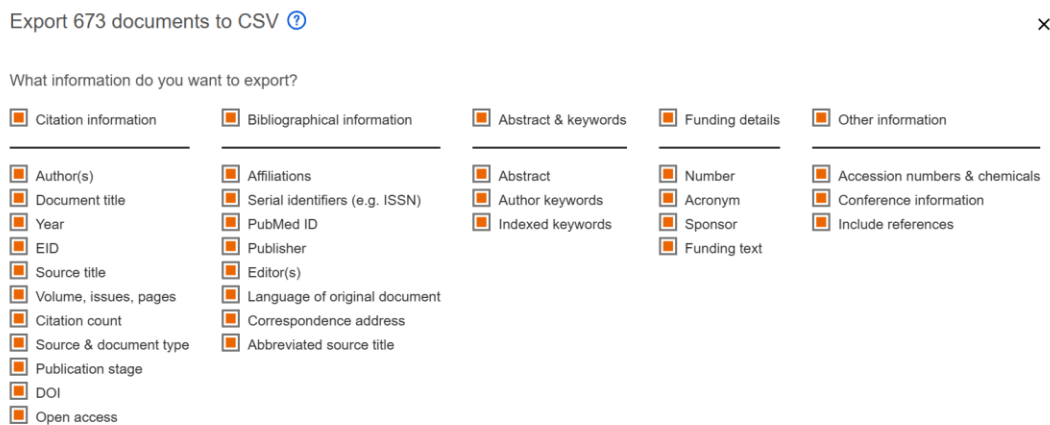 Export 673 documents to CSV ?
What information do you want to export?
Citation information
Author(s)
Document title
Year
EID
Source title
Volume, issues, pages
Citation count
Source & document type
Publication stage
DOI
Open access
Bibliographical information
Affiliations
Serial identifiers (e.g. ISSN)
PubMed ID
Publisher
Editor(s)
Language of original document
Correspondence address
Abbreviated source title
Abstract & keywords
Abstract
Author keywords
Indexed keywords
Funding details
Number
Acronym
Sponsor
Funding text
Other information
Accession numbers & chemicals
Conference information
Include references